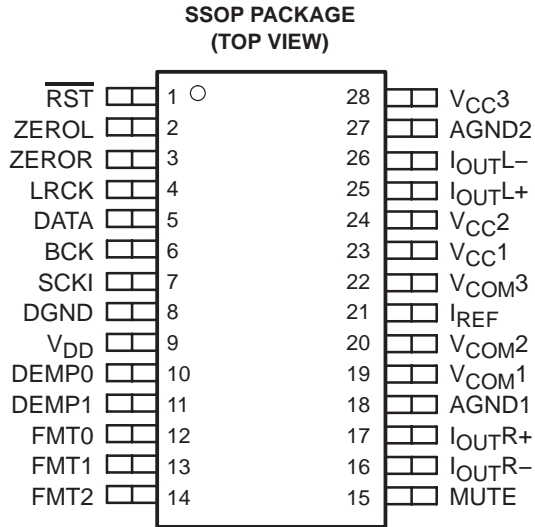 SSOP PACKAGE
(TOP VIEW)
RST 1 28 VCC3
ZEROL 2 27 AGND2
ZEROR 3 26 IOUTL−
LRCK 4 25 IOUTL+
DATA 5 24 VCC2
BCK 6 23 VCC1
SCKI 7 22 VCOM3
DGND 8 21 IREF
VDD 9 20 VCOM2
DEMP0 10 19 VCOM1
DEMP1 11 18 AGND1
FMT0 12 17 IOUTR+
FMT1 13 16 IOUTR−
FMT2 14 15 MUTE